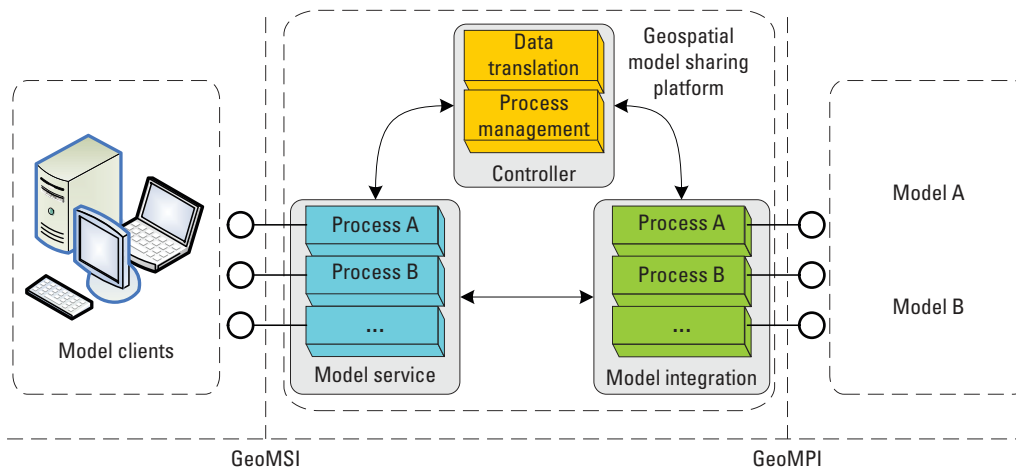 Data
translation
Process
management
Controller
Geospatial
model sharing
platform
Model clients
Process A
Process B
...
Model service
Process A
Process B
...
Model integration
Model A
Model B
GeoMSI
GeoMPI